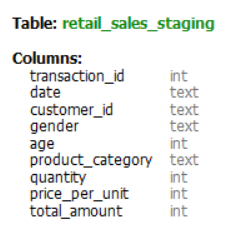 Table: retail_sales_staging
Columns:
transaction_id int
date text
customer_id text
gender text
age int
product_category text
quantity int
price_per_unit int
total_amount int